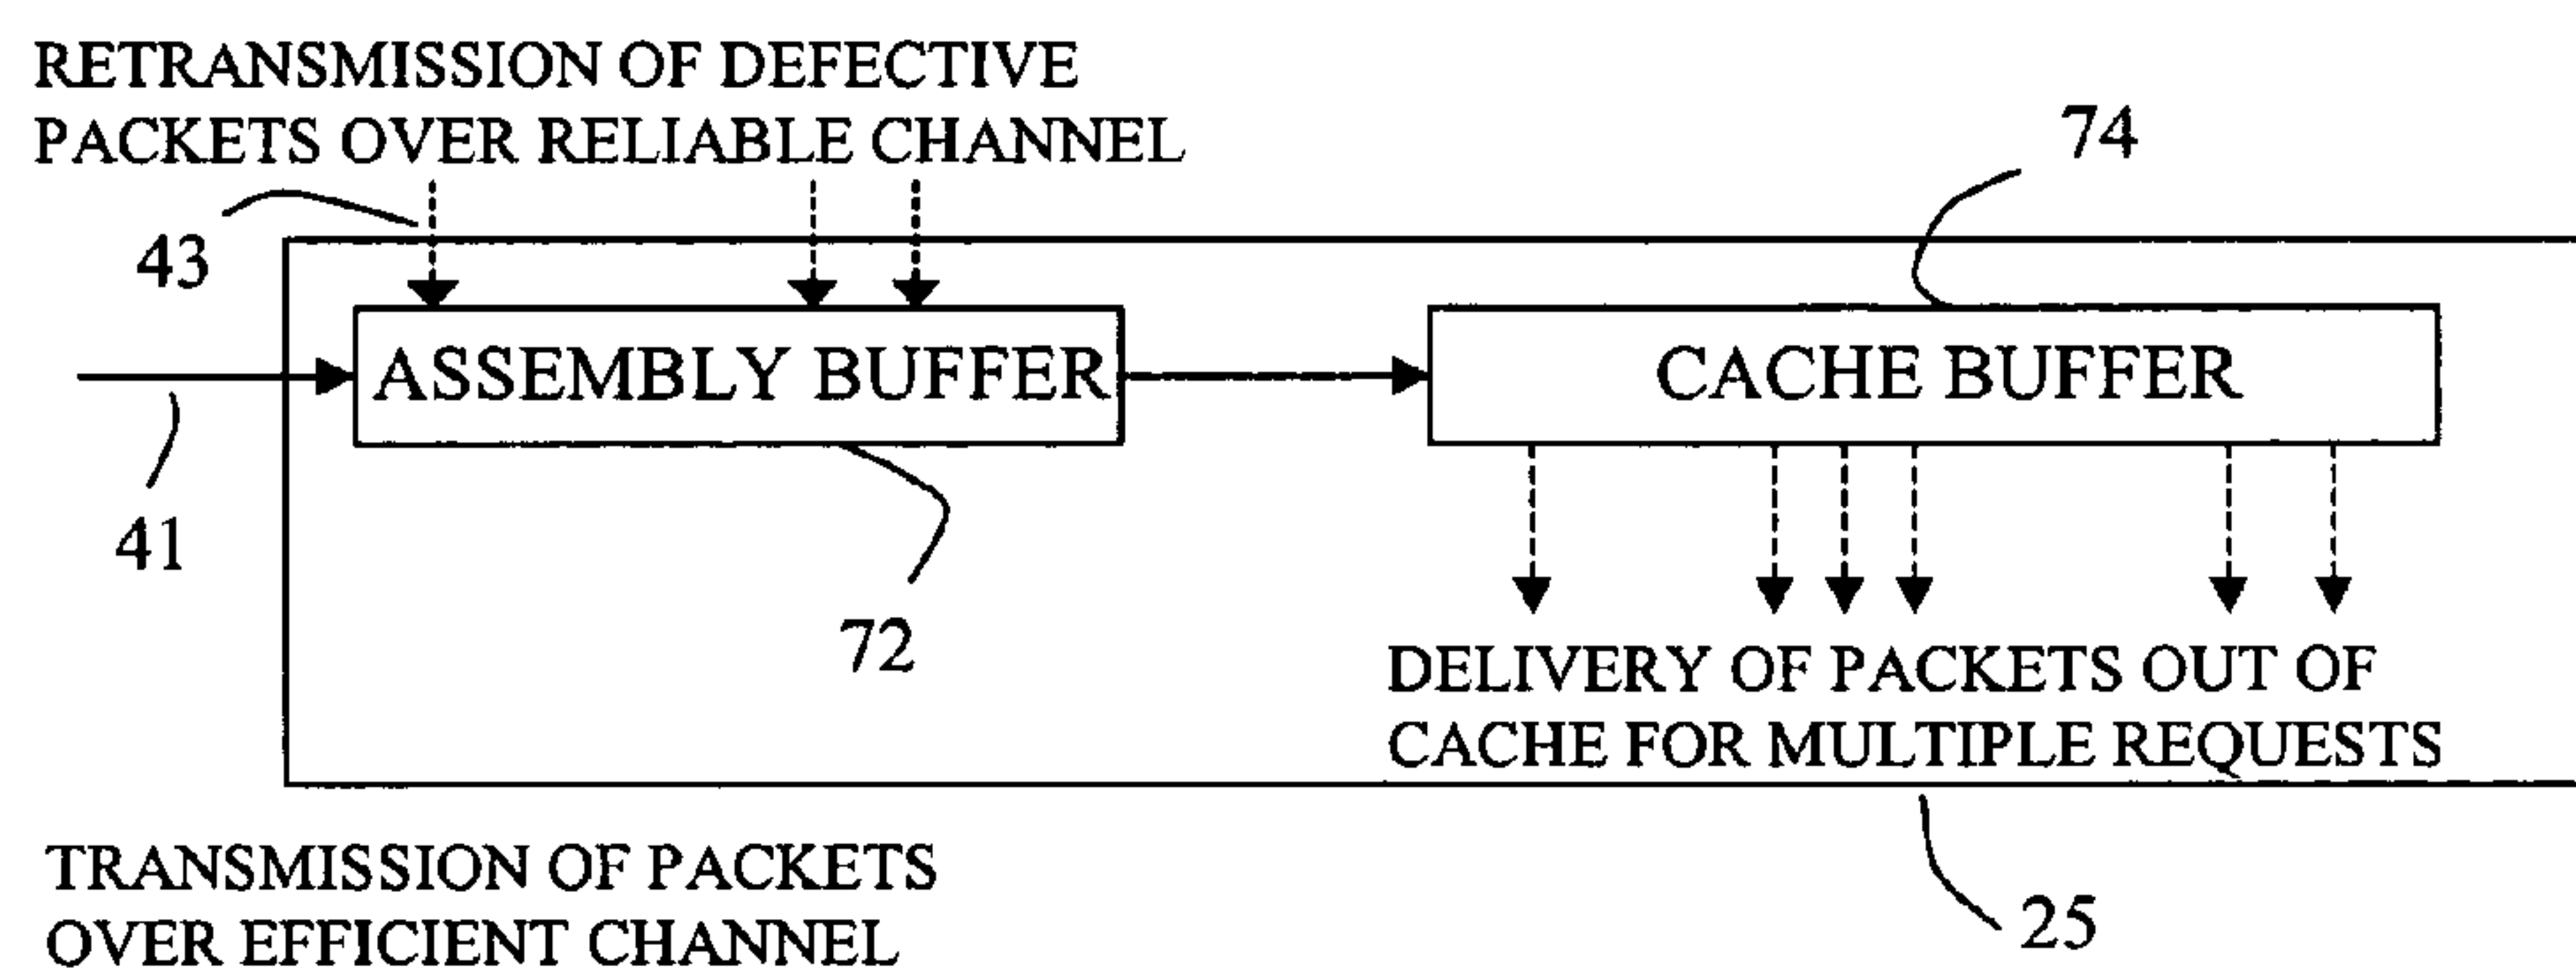 RETRANSMISSION OF DEFECTIVE
PACKETS OVER RELIABLE CHANNEL
74
43
ASSEMBLY BUFFER
CACHE BUFFER
41
72
DELIVERY OF PACKETS OUT OF
CACHE FOR MULTIPLE REQUESTS
TRANSMISSION OF PACKETS
OVER EFFICIENT CHANNEL
25